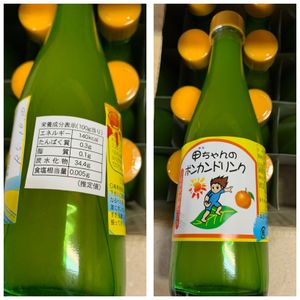 栄養成分表示(100g当り)
エネルギー 140kcal
たんぱく質 0.3g
脂質 0.1g
炭水化物 34.4g
食塩相当量 0.005g
(推定値)
甲ちゃんの
ポンカンドリンク